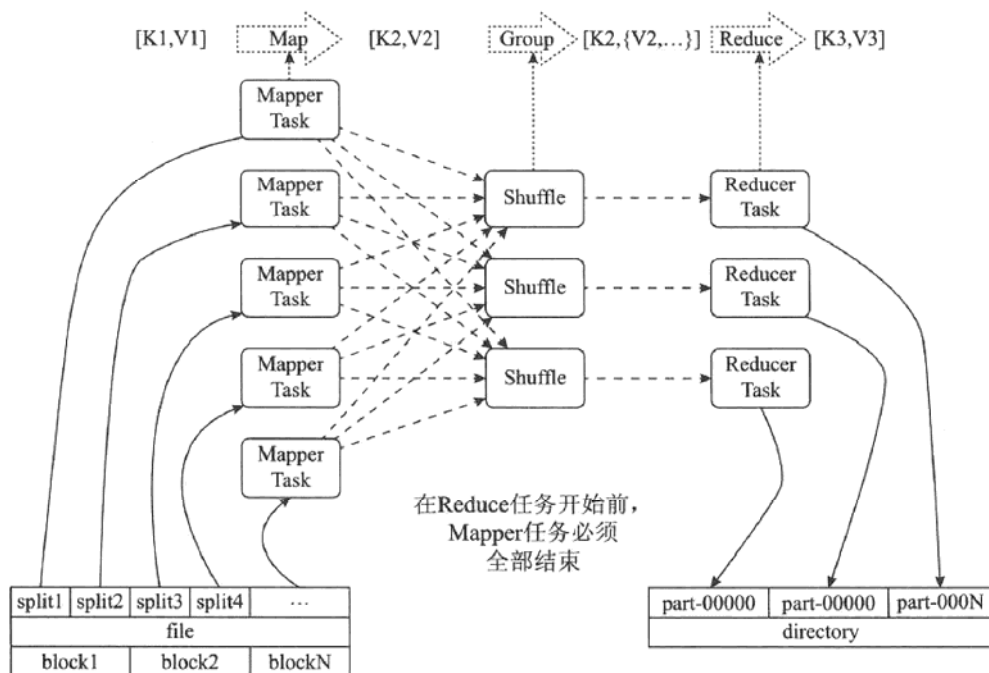 [K1,V1] Map [K2,V2] Group [K2,{V2,…}] Reduce [K3,V3]
Mapper
Task
Mapper
Task
Shuffle
Reducer
Task
Mapper
Task
Shuffle
Reducer
Task
Mapper
Task
Shuffle
Reducer
Task
Mapper
Task
在Reduce任务开始前，
Mapper任务必须
全部结束
split1 split2 split3 split4 …
file
block1 block2 blockN
part-00000 part-00000 part-000N
directory